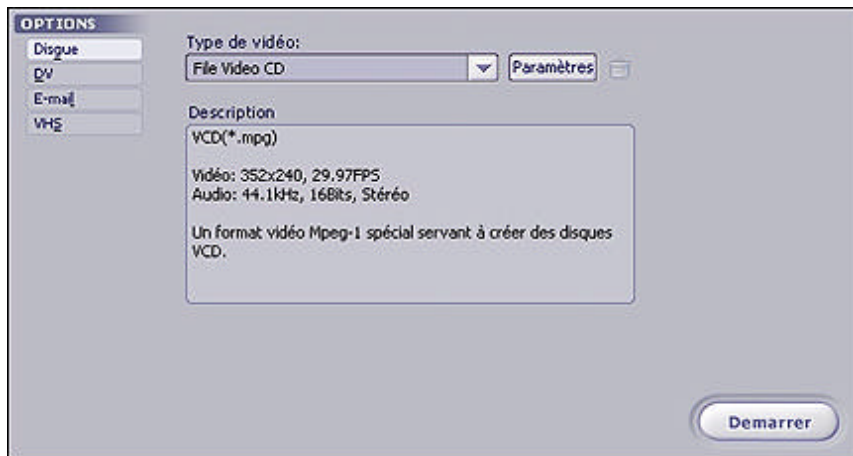 OPTIONS
Disque
DV
E-mail
VHS
Type de vidéo:
File Video CD
Paramètres
Description
VCD(*.mpg)
Vidéo: 352x240, 29.97FPS
Audio: 44.1kHz, 16Bits, Stéréo
Un format vidéo Mpeg-1 spécial servant à créer des disques
VCD.
Demarrer